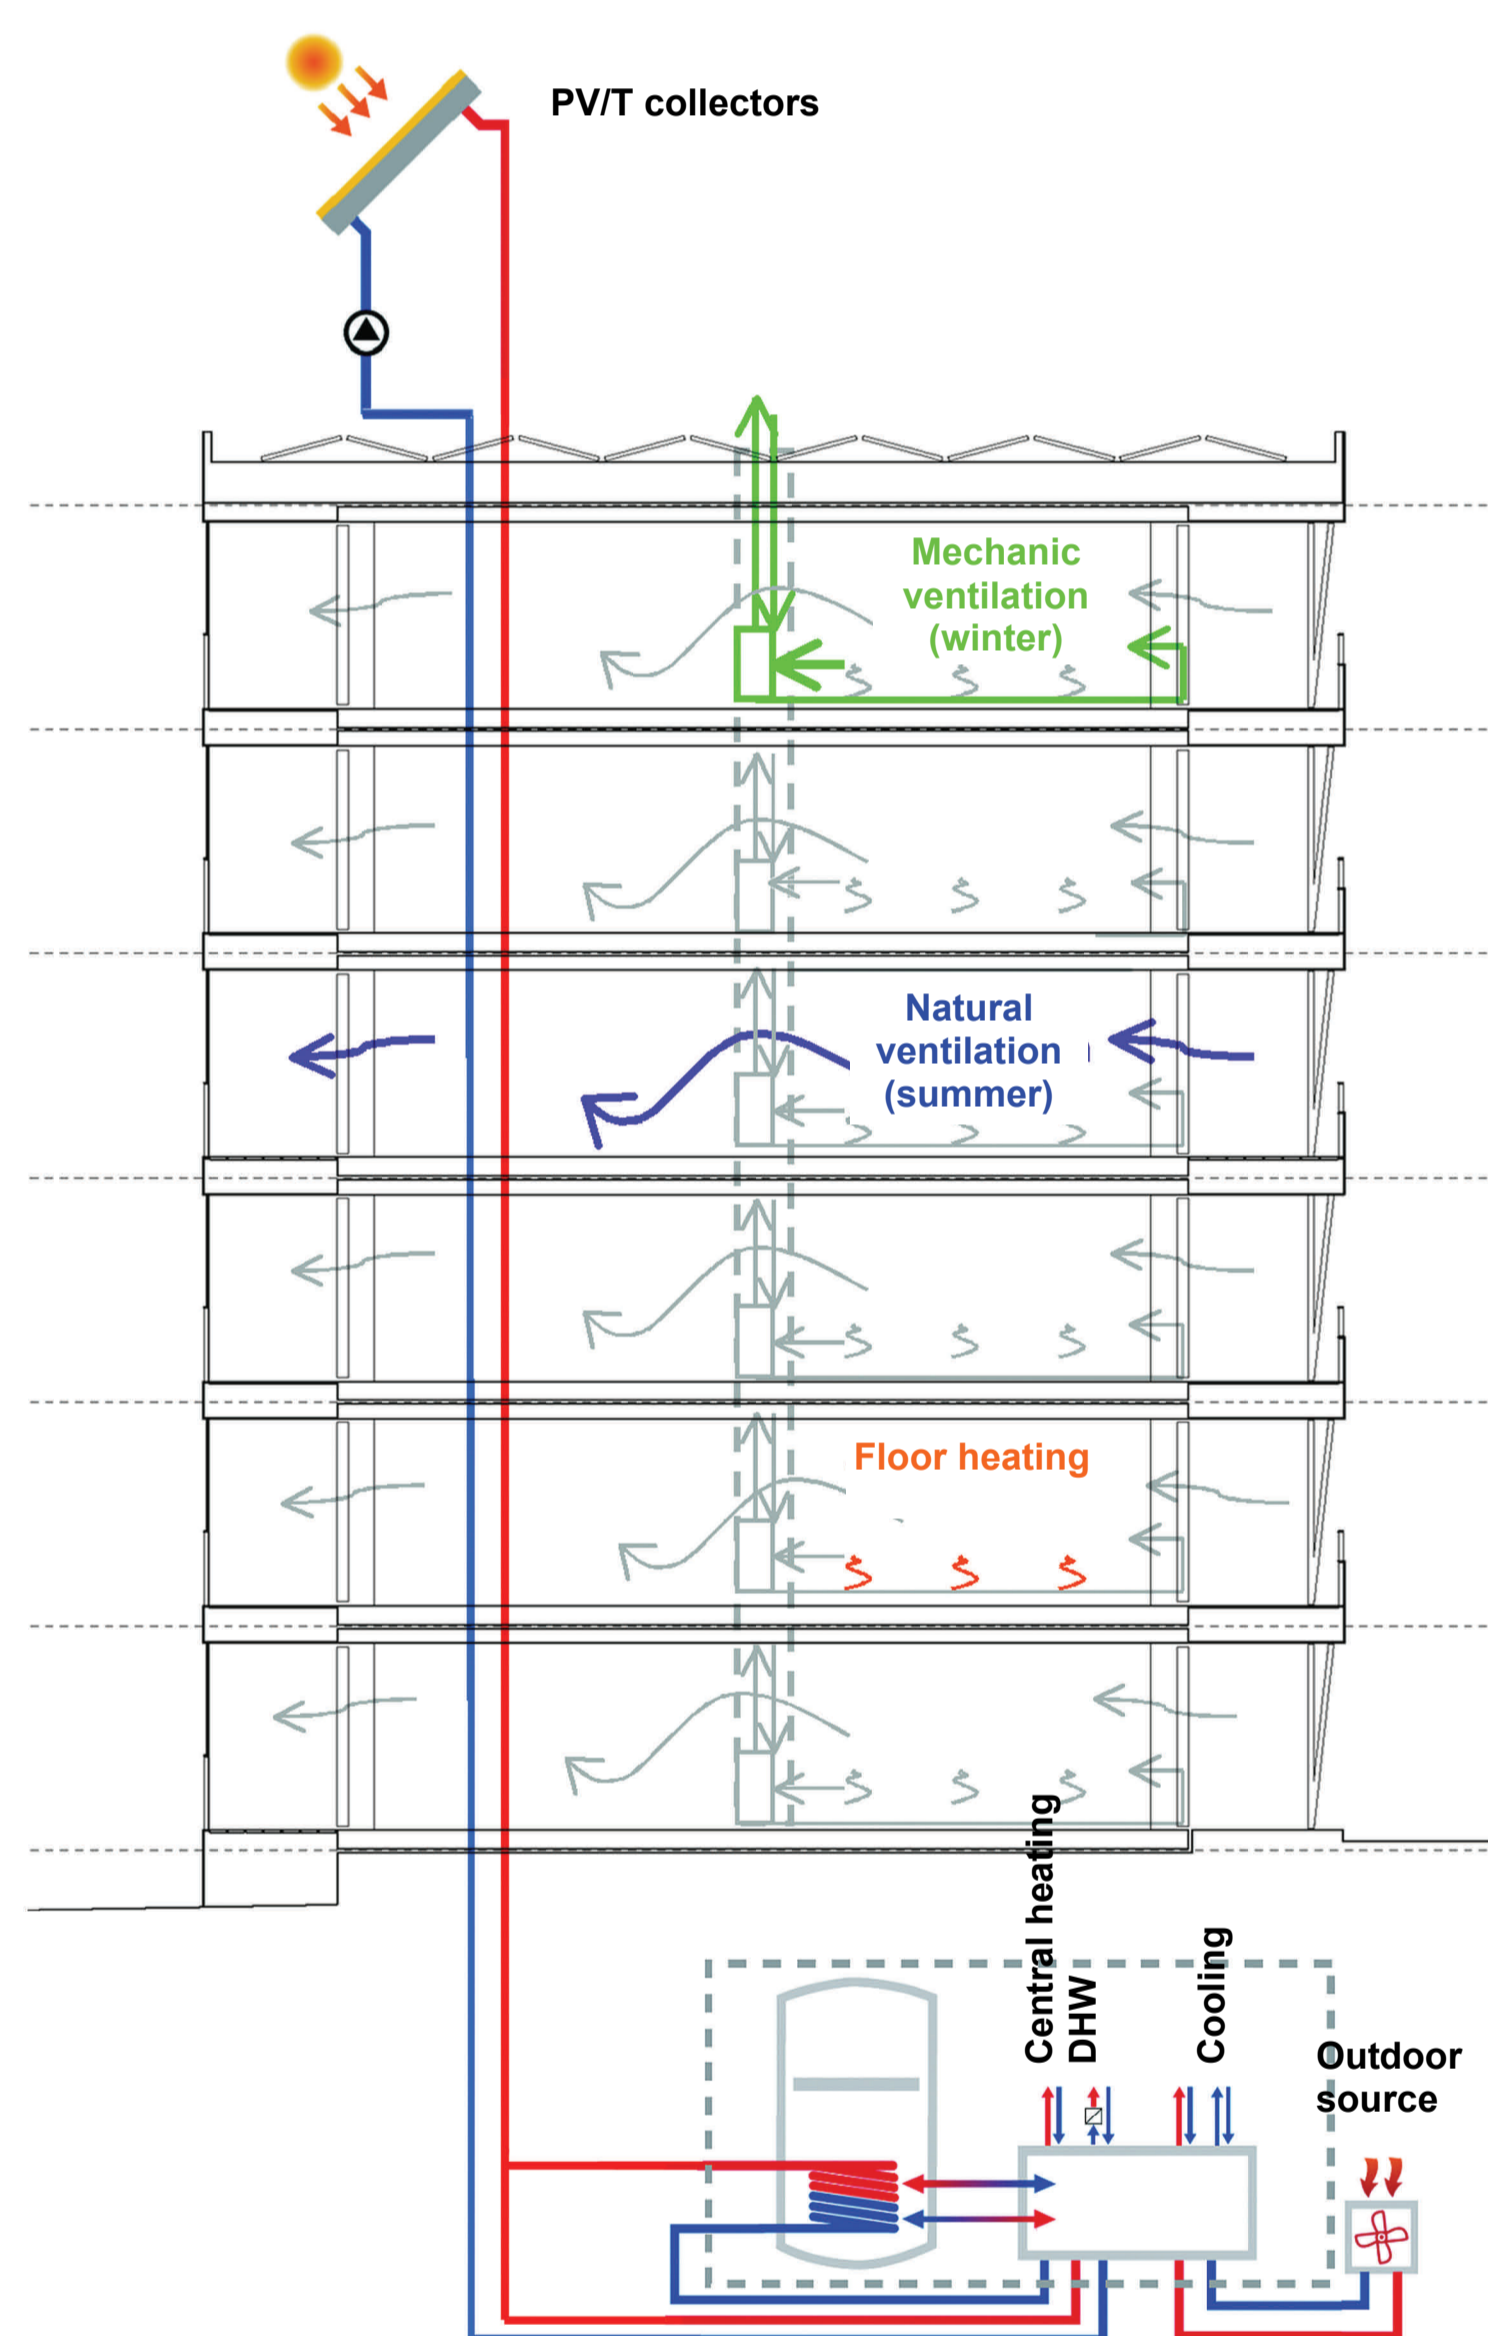 PV/T collectors
Mechanic
ventilation
(winter)
Natural
ventilation
(summer)
Floor heating
Central heating
DHW
Cooling
Outdoor
source